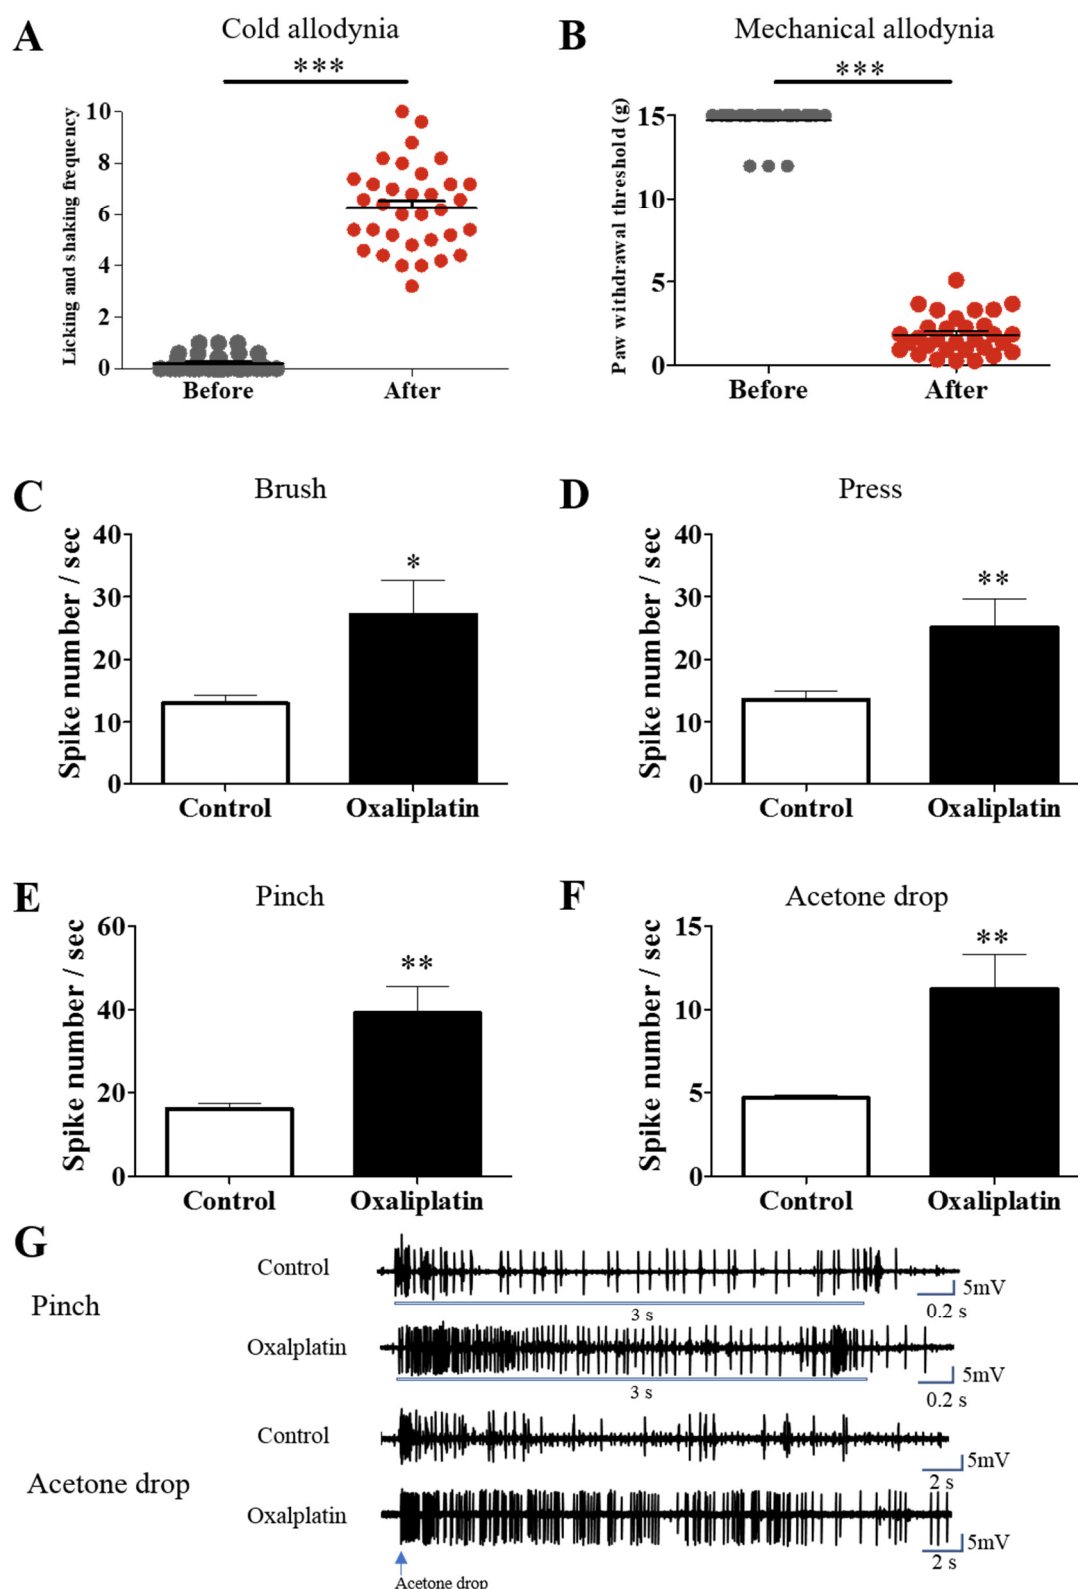 A
Cold allodynia
***
Licking and shaking frequency
10
8
6
4
2
0
Before
After
B
Mechanical allodynia
***
Paw withdrawal threshold (g)
15
10
5
0
Before
After
C
Brush
Spike number / sec
40
30
20
10
0
*
Control
Oxaliplatin
D
Press
Spike number / sec
40
30
20
10
0
**
Control
Oxaliplatin
E
Pinch
Spike number / sec
60
40
20
0
**
Control
Oxaliplatin
F
Acetone drop
Spike number / sec
15
10
5
0
**
Control
Oxaliplatin
G
Pinch
Control
3 s
5mV
0.2 s
Oxalplatin
3 s
5mV
0.2 s
Acetone drop
Control
5mV
2 s
Oxalplatin
5mV
2 s
Acetone drop